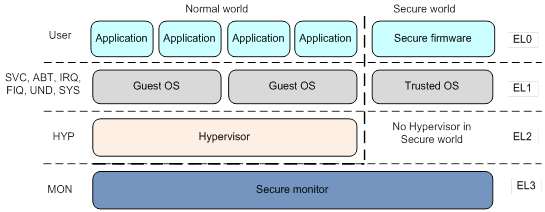 Normal world
Secure world
User
Application
Application
Application
Application
Secure firmware
EL0
SVC, ABT, IRQ,
FIQ, UND, SYS
Guest OS
Guest OS
Trusted OS
EL1
HYP
Hypervisor
No Hypervisor in
Secure world
EL2
MON
Secure monitor
EL3